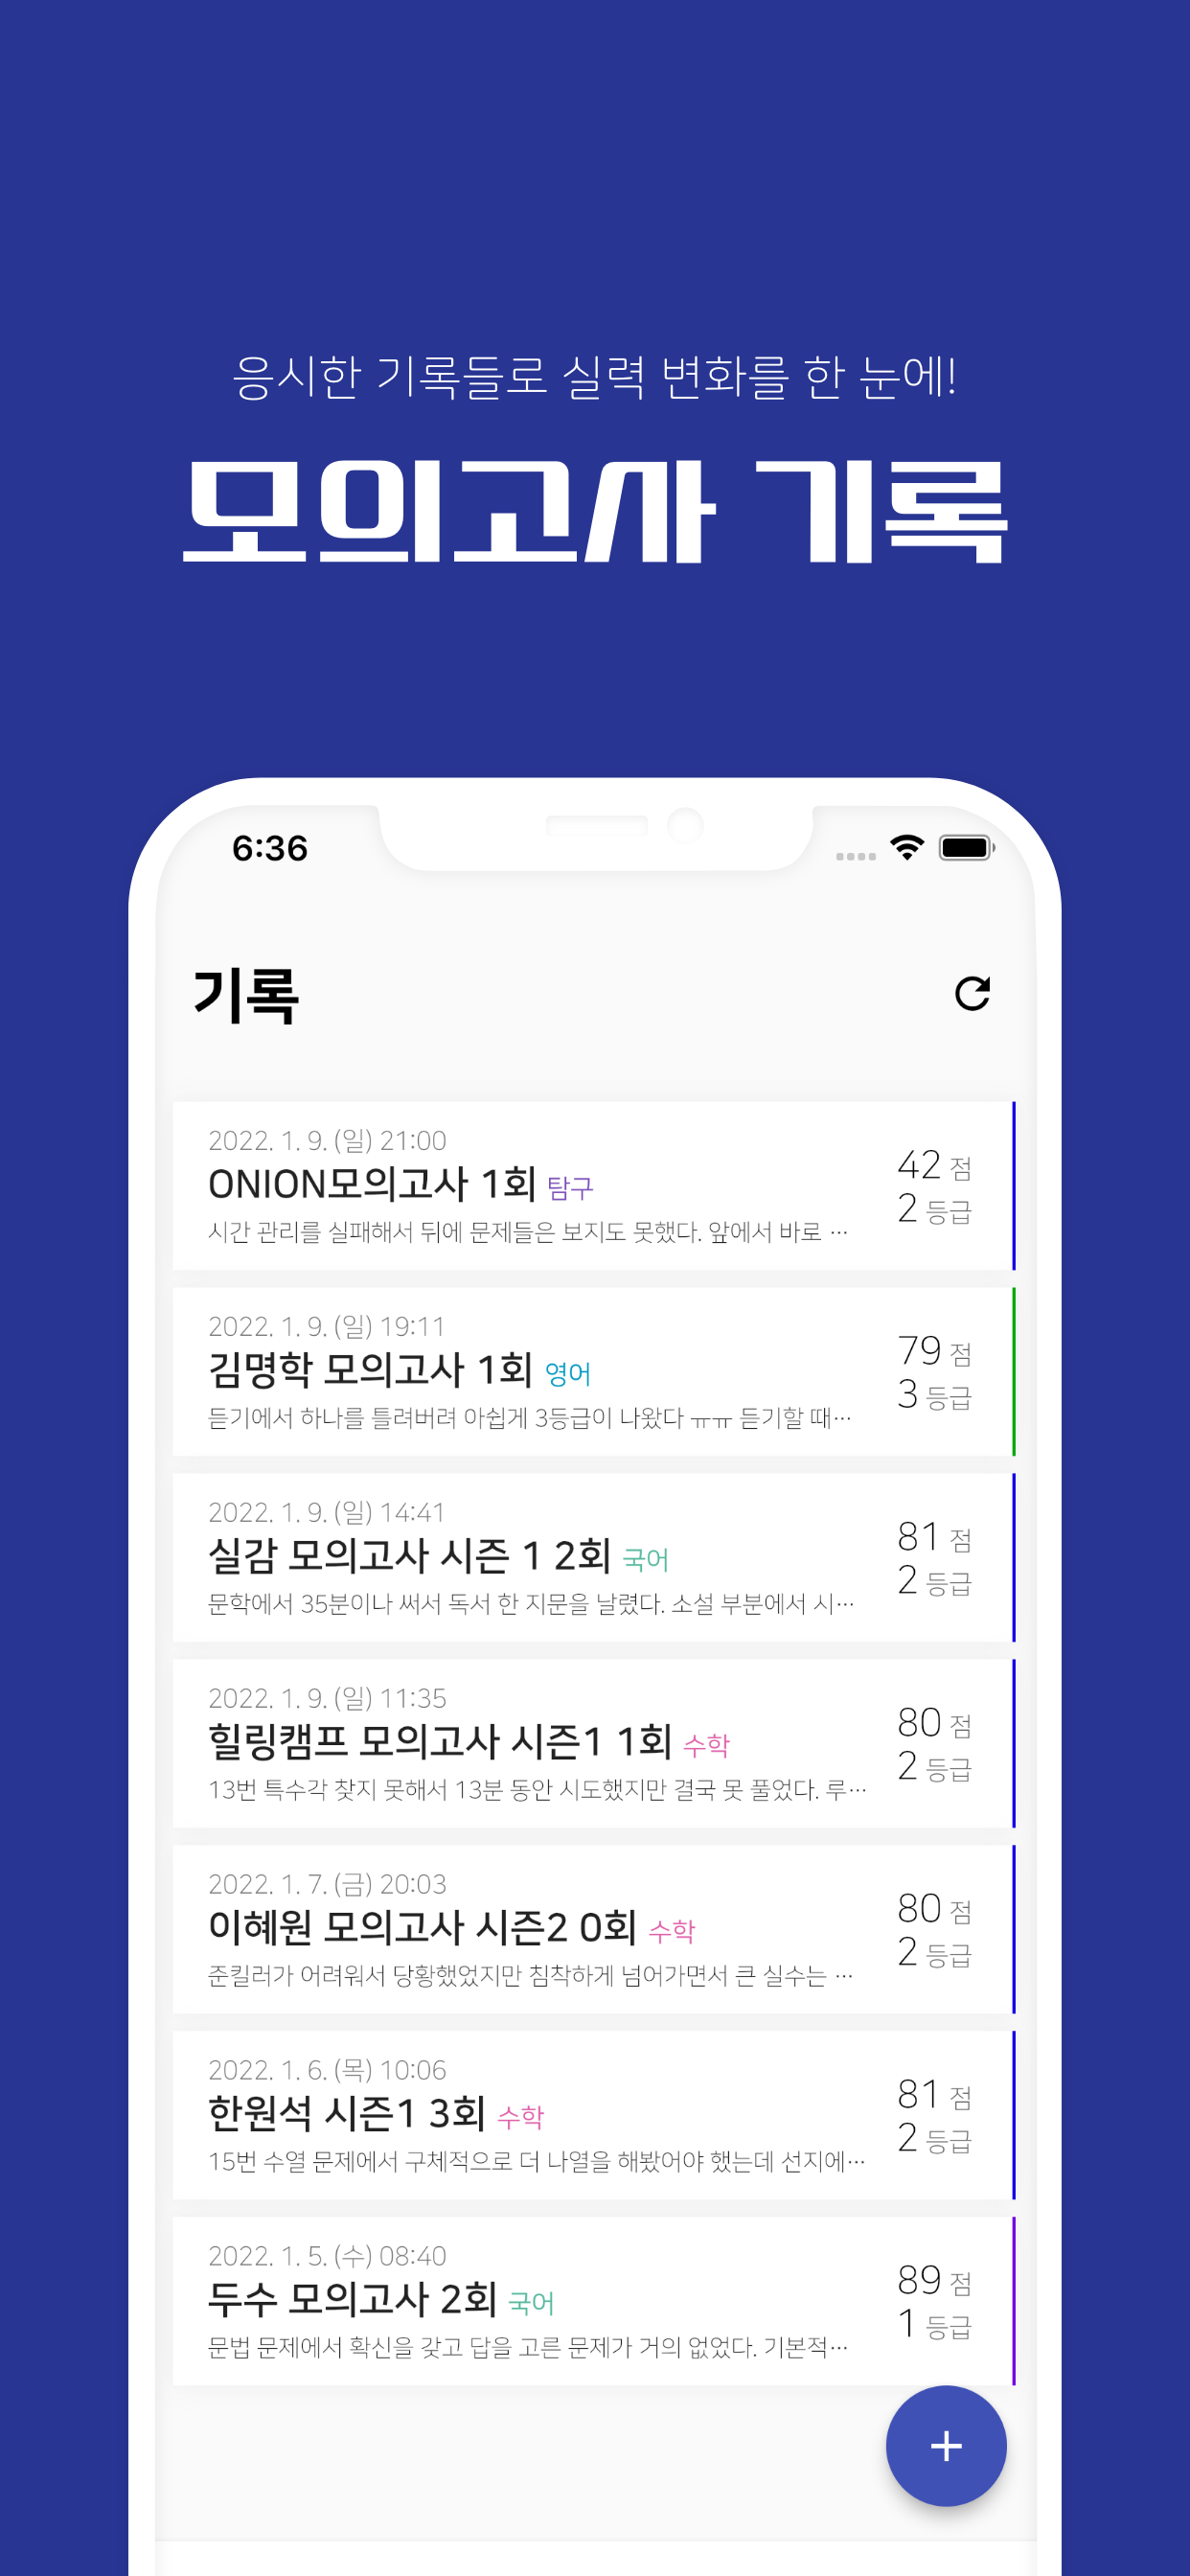 응시한 기록들로 실력 변화를 한 눈에!
모의고사 기록
6:36
기록
2022. 1. 9. (일) 21:00
ONION모의고사 1회 탐구
시간 관리를 실패해서 뒤에 문제들은 보지도 못했다. 앞에서 바로 ...
42 점
2 등급
2022. 1. 9. (일) 19:11
김명학 모의고사 1회 영어
듣기에서 하나를 틀려버려 아쉽게 3등급이 나왔다 ㅠㅠ 듣기할 때...
79 점
3 등급
2022. 1. 9. (일) 14:41
실감 모의고사 시즌 1 2회 국어
문학에서 35분이나 써서 독서 한 지문을 날렸다. 소설 부분에서 시...
81 점
2 등급
2022. 1. 9. (일) 11:35
힐링캠프 모의고사 시즌1 1회 수학
13번 특수각 찾지 못해서 13분 동안 시도했지만 결국 못 풀었다. 루...
80 점
2 등급
2022. 1. 7. (금) 20:03
이혜원 모의고사 시즌2 0회 수학
준킬러가 어려워서 당황했었지만 침착하게 넘어가면서 큰 실수는 ...
80 점
2 등급
2022. 1. 6. (목) 10:06
한원석 시즌1 3회 수학
15번 수열 문제에서 구체적으로 더 나열을 해봤어야 했는데 선지에...
81 점
2 등급
2022. 1. 5. (수) 08:40
두수 모의고사 2회 국어
문법 문제에서 확신을 갖고 답을 고른 문제가 거의 없었다. 기본적...
89 점
1 등급